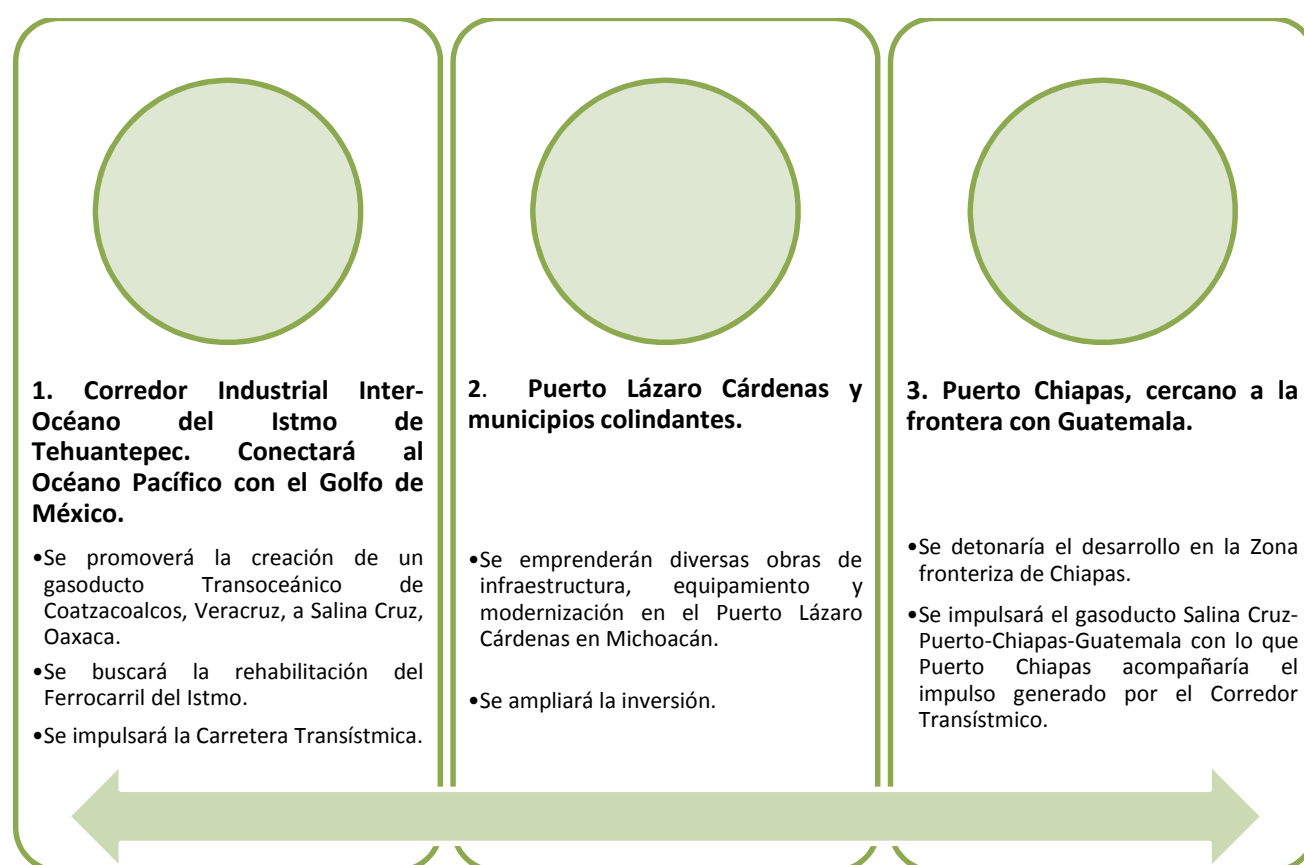 1. Corredor Industrial Inter-
Océano del Istmo de
Tehuantepec. Conectará al
Océano Pacífico con el Golfo de
México.
•Se promoverá la creación de un
gasoducto Transoceánico de
Coatzacoalcos, Veracruz, a Salina Cruz,
Oaxaca.
•Se buscará la rehabilitación del
Ferrocarril del Istmo.
•Se impulsará la Carretera Transístmica.
2. Puerto Lázaro Cárdenas y
municipios colindantes.
•Se emprenderán diversas obras de
infraestructura, equipamiento y
modernización en el Puerto Lázaro
Cárdenas en Michoacán.
•Se ampliará la inversión.
3. Puerto Chiapas, cercano a la
frontera con Guatemala.
•Se detonaría el desarrollo en la Zona
fronteriza de Chiapas.
•Se impulsará el gasoducto Salina Cruz-
Puerto-Chiapas-Guatemala con lo que
Puerto Chiapas acompañaría el
impulso generado por el Corredor
Transístmico.